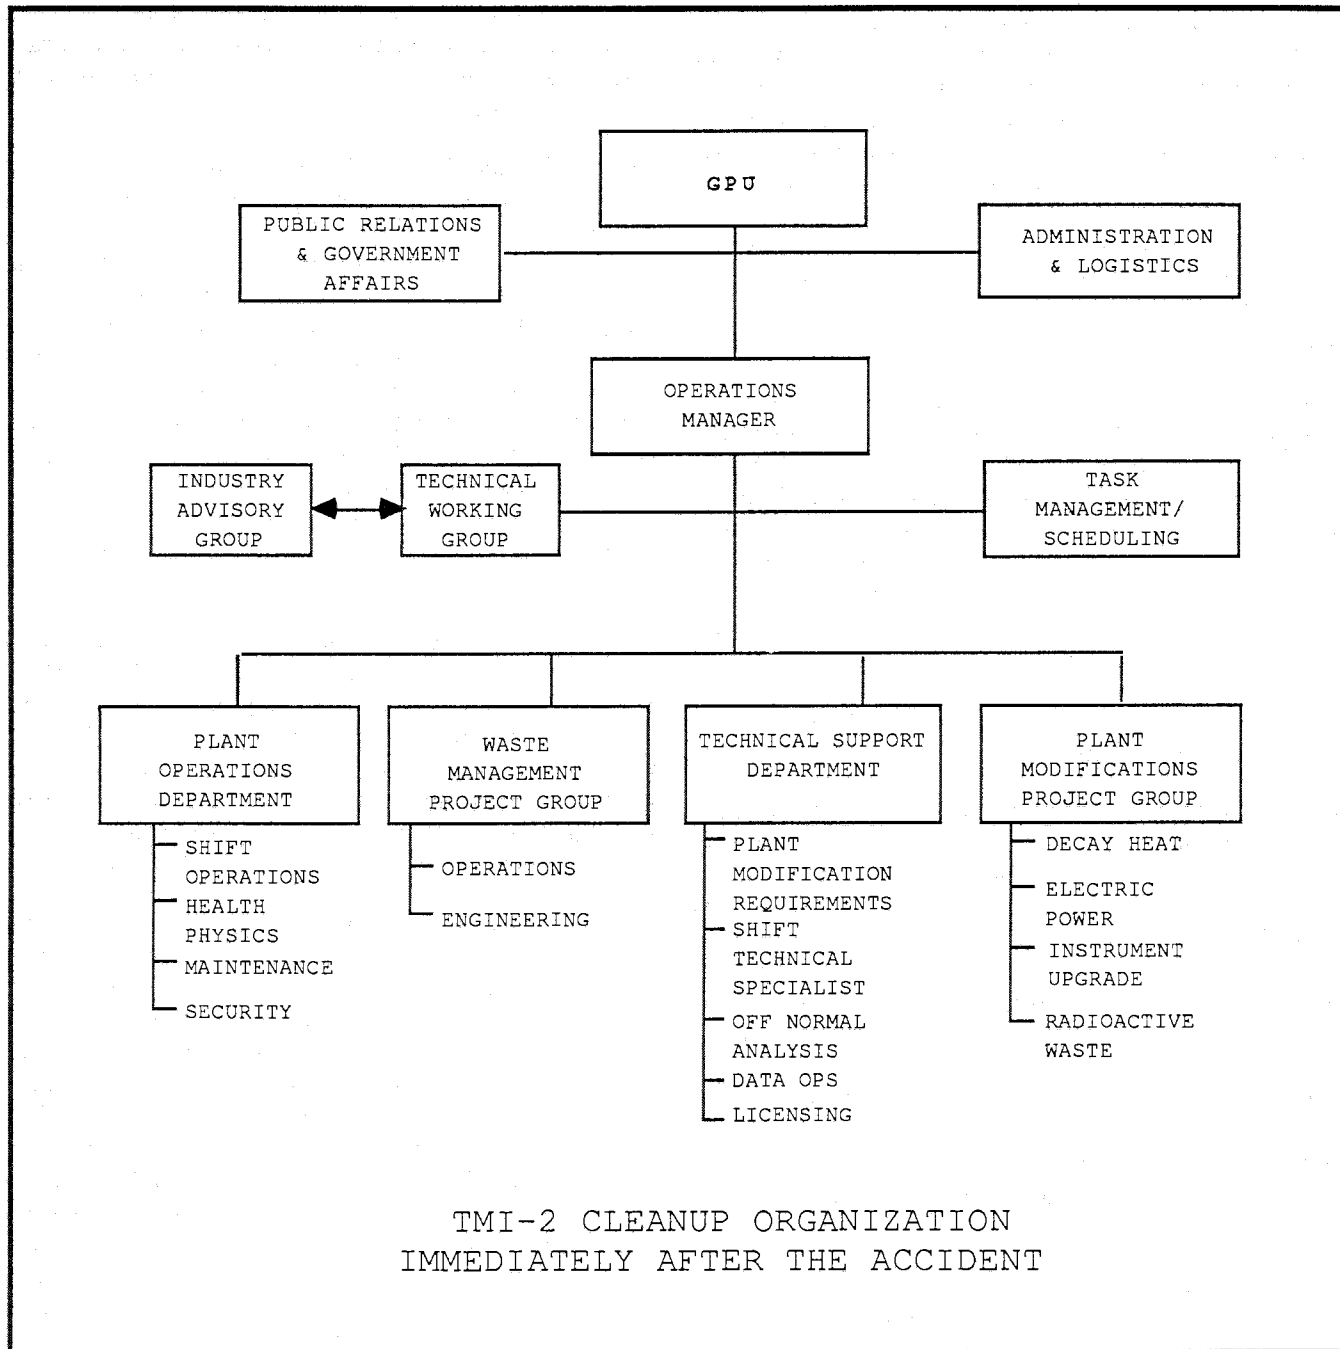 GPU
PUBLIC RELATIONS
& GOVERNMENT
AFFAIRS
ADMINISTRATION
& LOGISTICS
OPERATIONS
MANAGER
INDUSTRY
ADVISORY
GROUP
TECHNICAL
WORKING
GROUP
TASK
MANAGEMENT/
SCHEDULING
PLANT
OPERATIONS
DEPARTMENT
SHIFT
OPERATIONS
HEALTH
PHYSICS
MAINTENANCE
SECURITY
WASTE
MANAGEMENT
PROJECT GROUP
OPERATIONS
ENGINEERING
TECHNICAL SUPPORT
DEPARTMENT
PLANT
MODIFICATION
REQUIREMENTS
SHIFT
TECHNICAL
SPECIALIST
OFF NORMAL
ANALYSIS
DATA OPS
LICENSING
PLANT
MODIFICATIONS
PROJECT GROUP
DECAY HEAT
ELECTRIC
POWER
INSTRUMENT
UPGRADE
RADIOACTIVE
WASTE
TMI-2 CLEANUP ORGANIZATION
IMMEDIATELY AFTER THE ACCIDENT